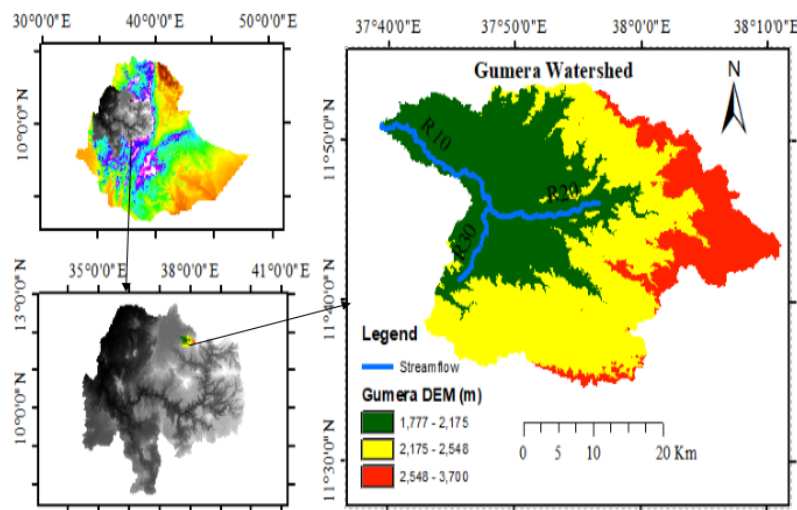 30°0'0"E 40°0'0"E 50°0'0"E
10°0'0"N
35°0'0"E 38°0'0"E 41°0'0"E
13°0'0"N
10°0'0"N
37°40'0"E 37°50'0"E 38°0'0"E 38°10'0"E
Gumera Watershed
N
11°50'0"N
11°40'0"N
11°30'0"N
R10
R20
R30
Legend
Streamflow
Gumera DEM (m)
1,777 - 2,175
2,175 - 2,548
2,548 - 3,700
0 5 10 20 Km